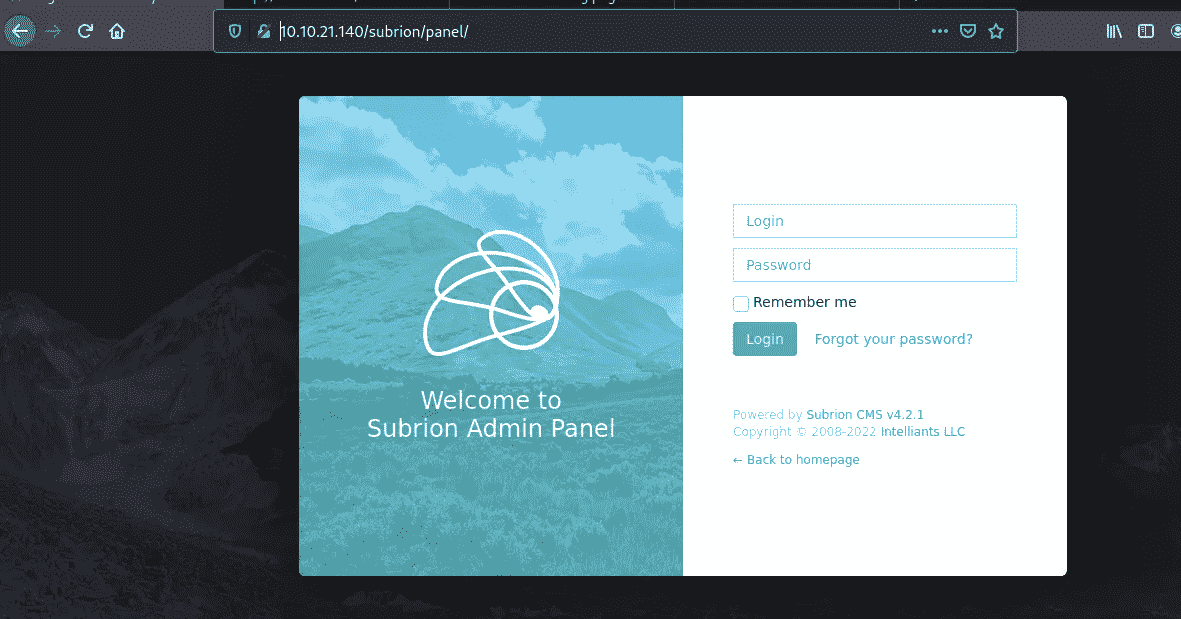 10.10.21.140/subrion/panel/
Welcome to
Subrion Admin Panel
Login
Password
Remember me
Login Forgot your password?
Powered by Subrion CMS v4.2.1
Copyright © 2008-2022 Intelliants LLC
← Back to homepage